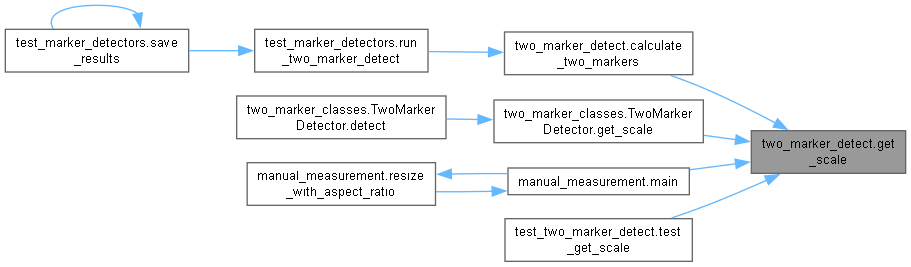 test_marker_detectors.save
_results
test_marker_detectors.run
_two_marker_detect
two_marker_detect.calculate
_two_markers
two_marker_classes.TwoMarker
Detector.detect
two_marker_classes.TwoMarker
Detector.get_scale
two_marker_detect.get
_scale
manual_measurement.resize
_with_aspect_ratio
manual_measurement.main
test_two_marker_detect.test
_get_scale